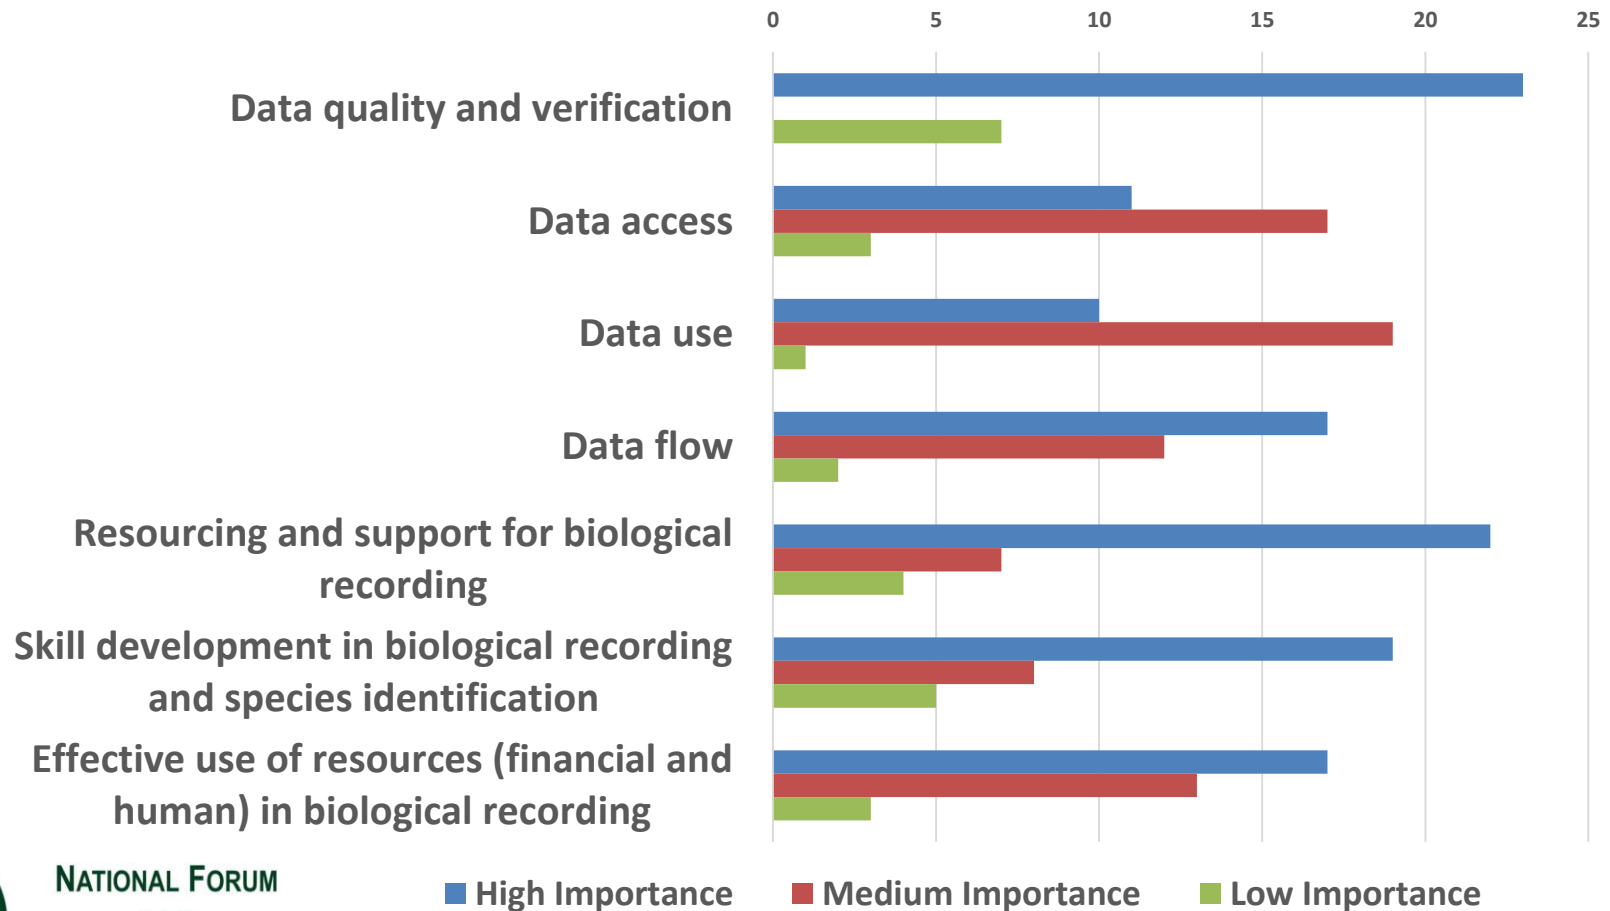 0 5 10 15 20 25
Data quality and verification
Data access
Data use
Data flow
Resourcing and support for biological
recording
Skill development in biological recording
and species identification
Effective use of resources (financial and
human) in biological recording
NATIONAL FORUM
High Importance Medium Importance Low Importance